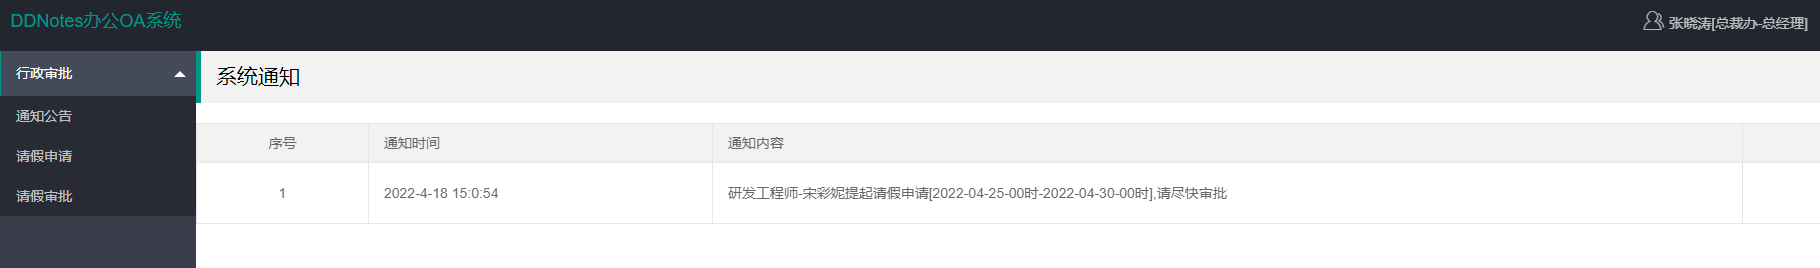 DDNotes办公OA系统
张晓涛[总裁办-总经理]
行政审批
系统通知
通知公告
请假申请
请假审批
序号 通知时间 通知内容
1 2022-4-18 15:0:54 研发工程师-宋彩妮提起请假申请[2022-04-25-00时-2022-04-30-00时],请尽快审批